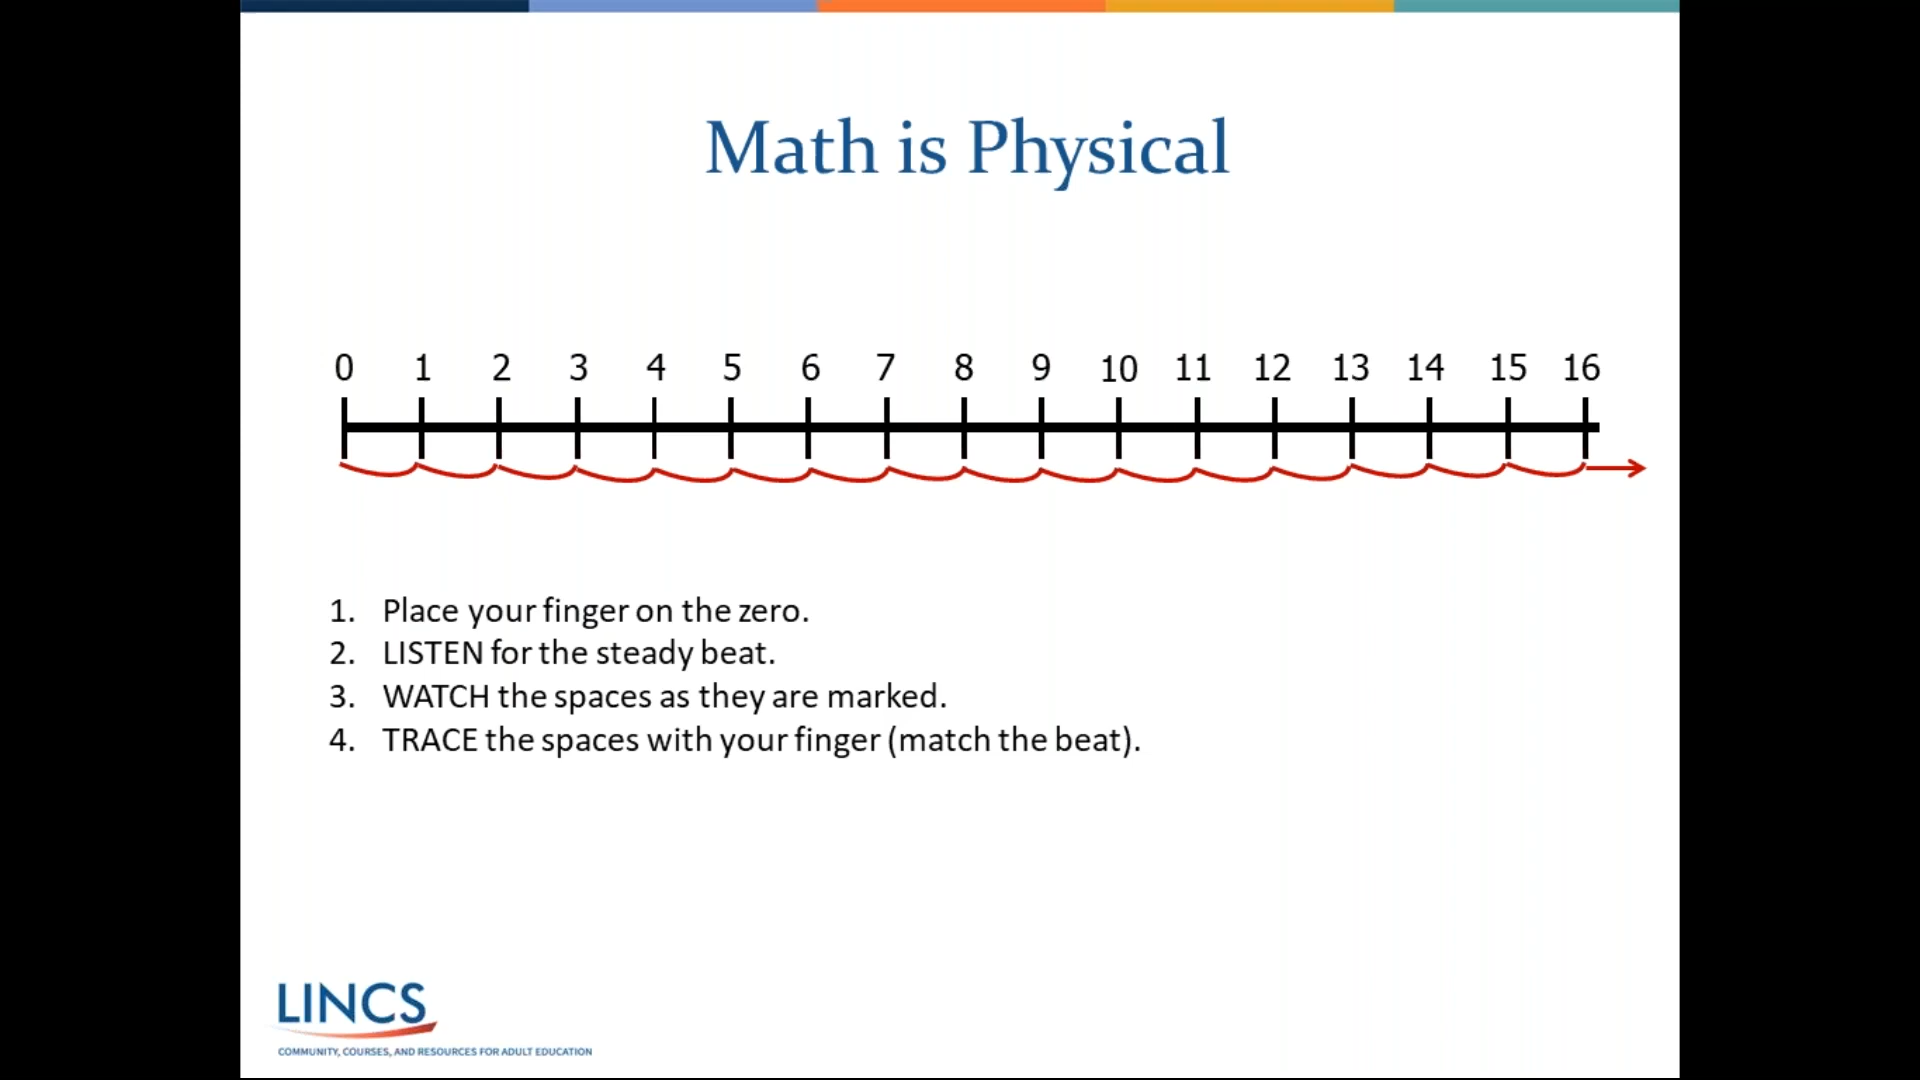 Math is Physical
0 1 2 3 4 5 6 7 8 9 10 11 12 13 14 15 16
1. Place your finger on the zero.
2. LISTEN for the steady beat.
3. WATCH the spaces as they are marked.
4. TRACE the spaces with your finger (match the beat).
LINCS
COMMUNITY, COURSES, AND RESOURCES FOR ADULT EDUCATION